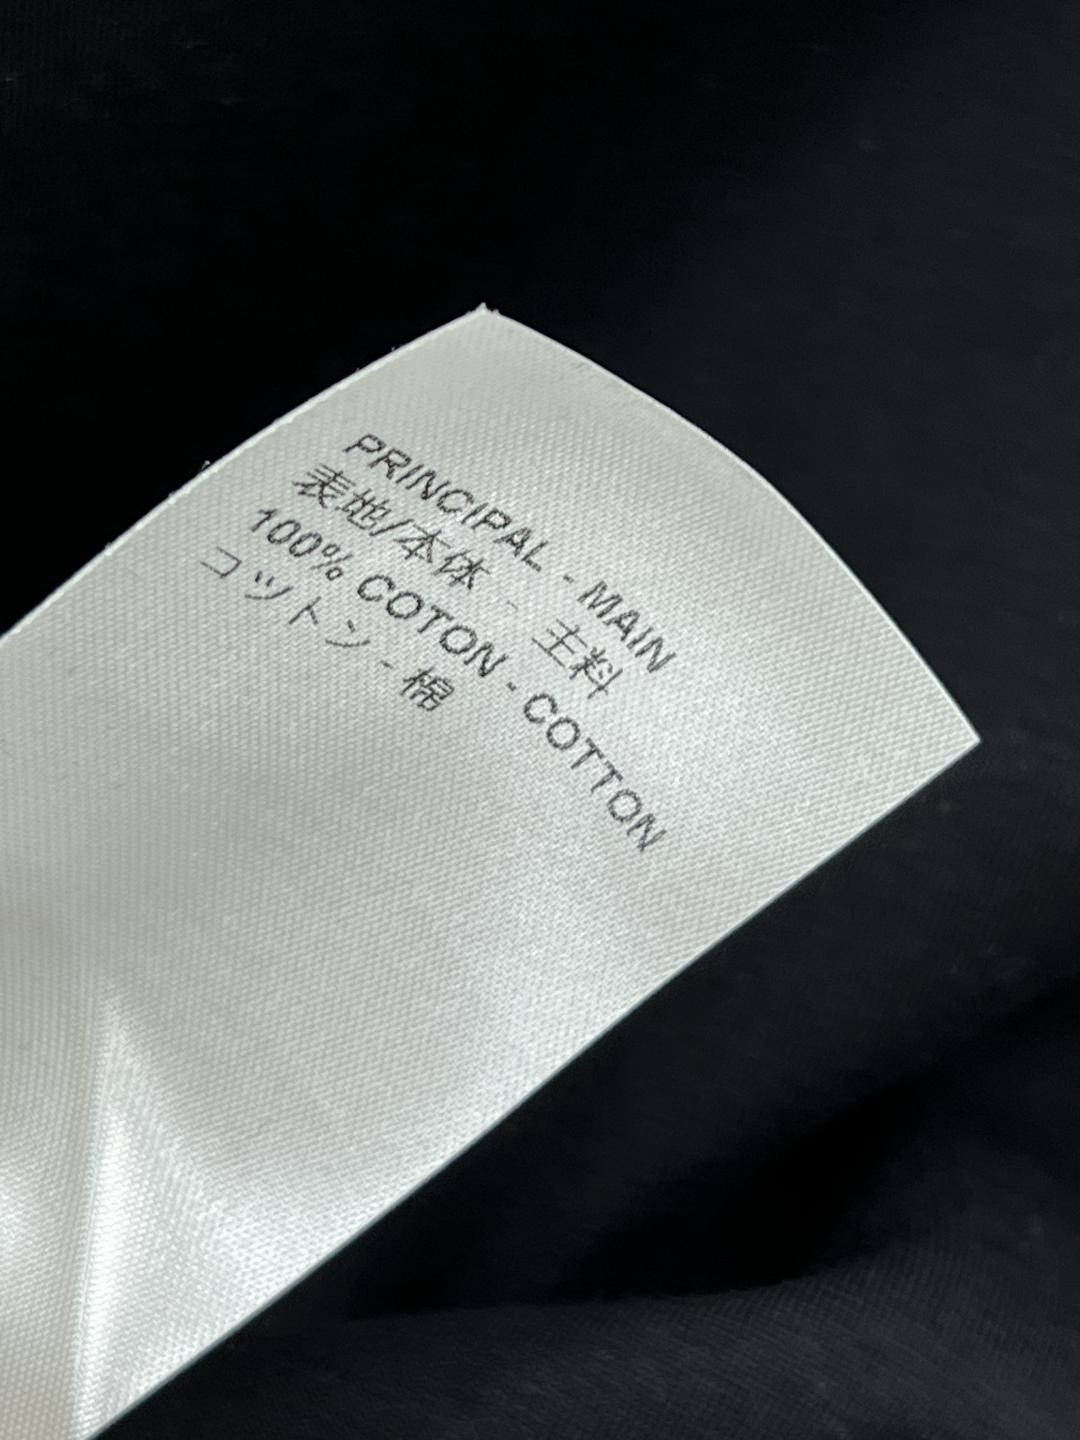 PRINCIPAL - MAIN
表地/本体 - 主料
100% COTON - COTTON
コットン - 棉